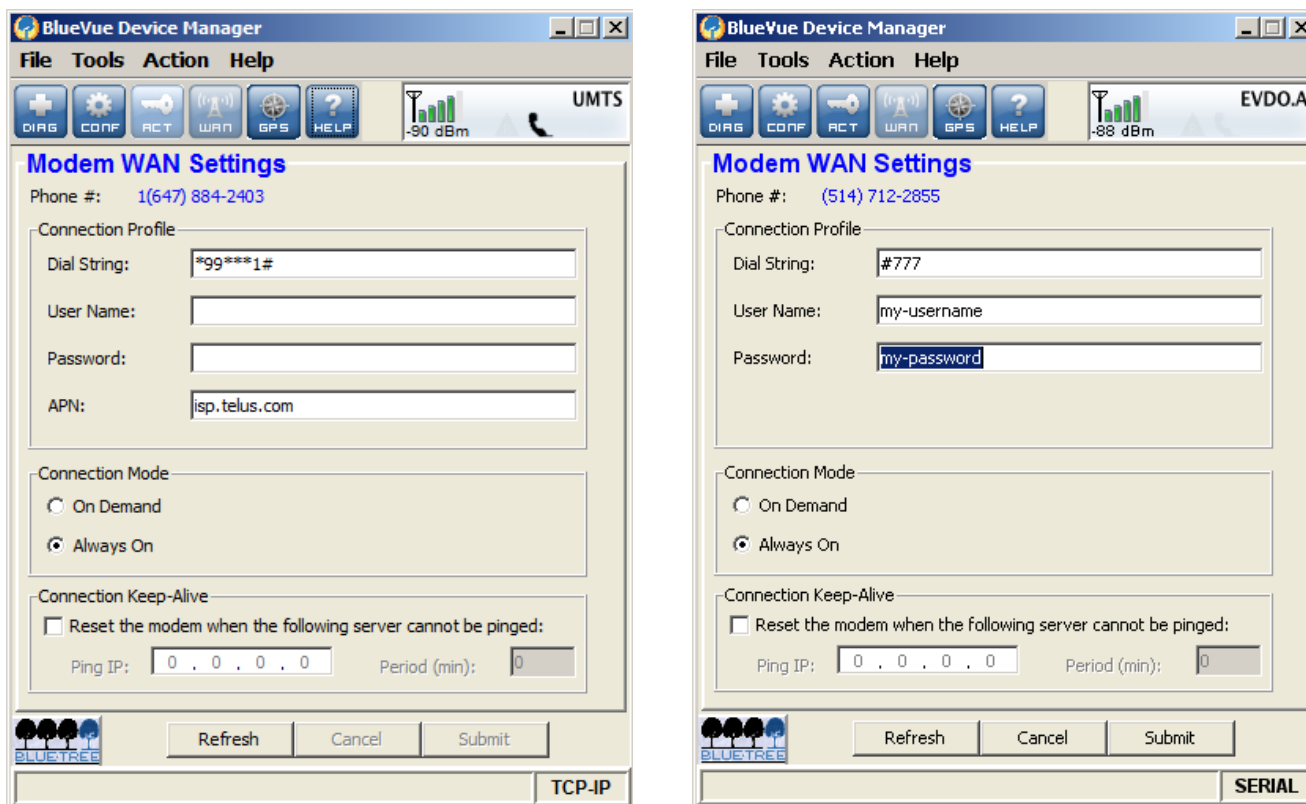 BlueVue Device Manager
File Tools Action Help
DIAG CONF ACT WAN GPS HELP
-90 dBm
UMTS
Modem WAN Settings
Phone #: 1(647) 884-2403
Connection Profile
Dial String: *99***1#
User Name:
Password:
APN: isp.telus.com
Connection Mode
On Demand
Always On
Connection Keep-Alive
Reset the modem when the following server cannot be pinged:
Ping IP: 0 . 0 . 0 . 0 Period (min): 0
BLUETREE
Refresh Cancel Submit
TCP-IP
BlueVue Device Manager
File Tools Action Help
DIAG CONF ACT WAN GPS HELP
-88 dBm
EVDO.A
Modem WAN Settings
Phone #: (514) 712-2855
Connection Profile
Dial String: #777
User Name: my-username
Password: my-password
Connection Mode
On Demand
Always On
Connection Keep-Alive
Reset the modem when the following server cannot be pinged:
Ping IP: 0 . 0 . 0 . 0 Period (min): 0
BLUETREE
Refresh Cancel Submit
SERIAL